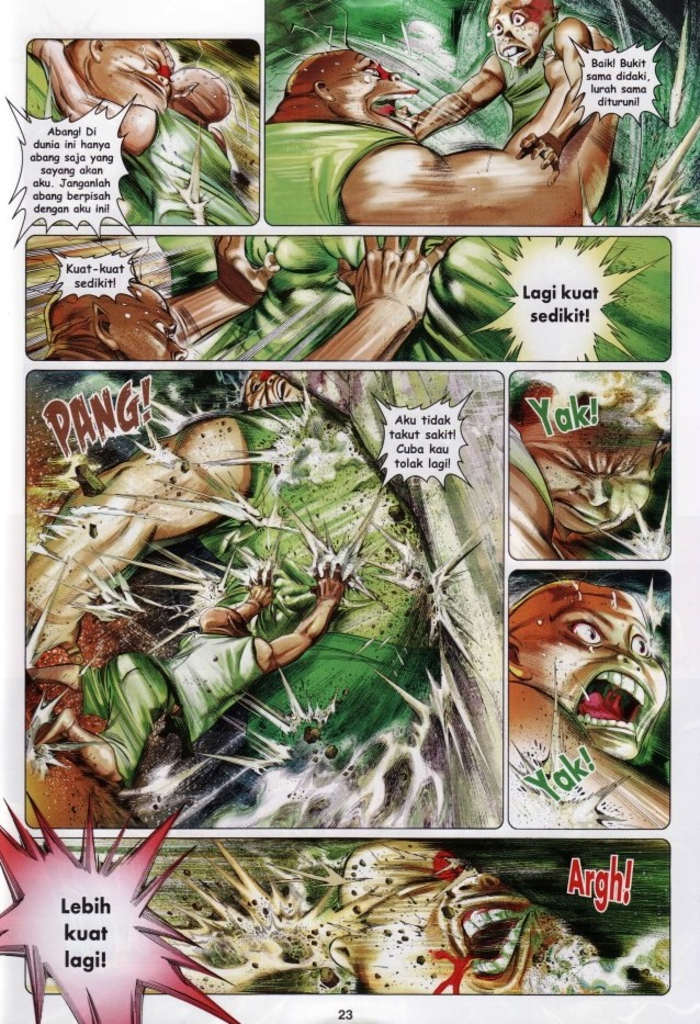 Abang! Di
dunia ini hanya
abang saja yang
sayang akan
aku. Janganlah
abang berpisah
dengan aku ini!
Baik! Bukit
sama didaki,
lurah sama
dituruni!
Kuat-kuat
sedikit!
Lagi kuat
sedikit!
PANG!
Aku tidak
takut sakit!
Cuba kau
tolak lagi!
Yak!
Yak!
Lebih
kuat
lagi!
Argh!
23